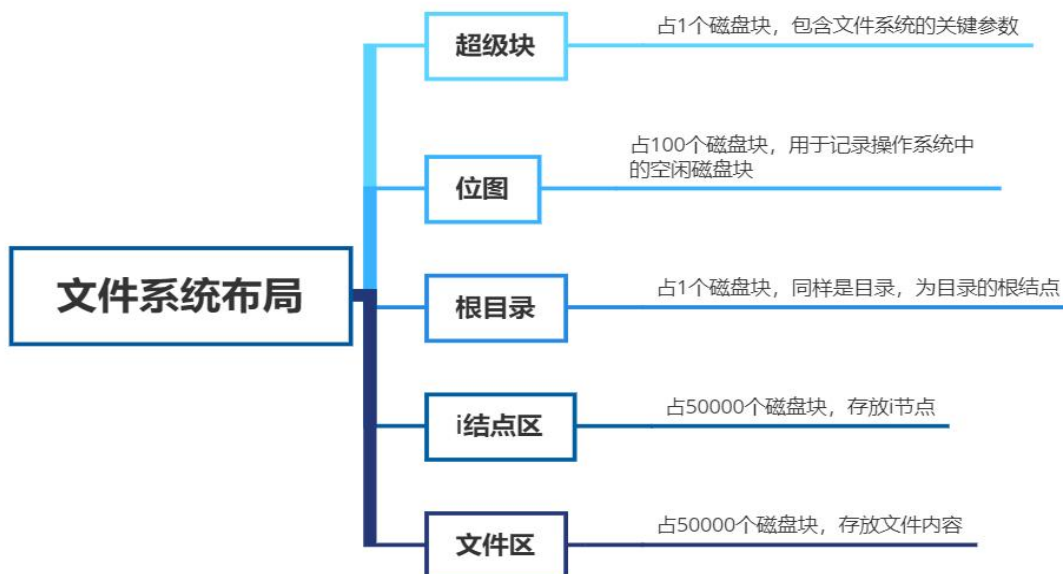 超级块
占1个磁盘块，包含文件系统的关键参数
位图
占100个磁盘块，用于记录操作系统中
的空闲磁盘块
文件系统布局
根目录
占1个磁盘块，同样是目录，为目录的根结点
i结点区
占50000个磁盘块，存放i节点
文件区
占50000个磁盘块，存放文件内容